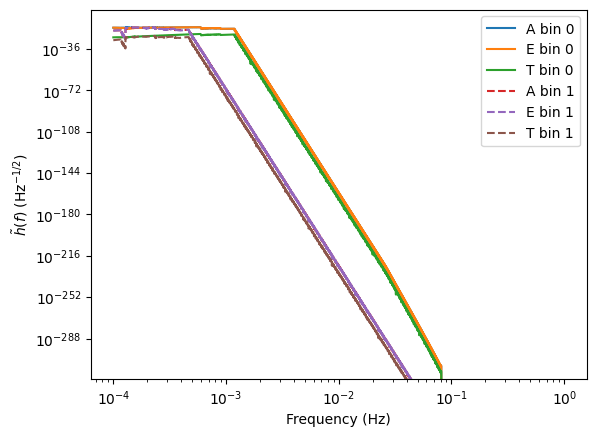 A bin 0
E bin 0
T bin 0
A bin 1
E bin 1
T bin 1
10⁻³⁶
10⁻⁷²
10⁻¹⁰⁸
10⁻¹⁴⁴
10⁻¹⁸⁰
10⁻²¹⁶
10⁻²⁵²
10⁻²⁸⁸
h̃(f) (Hz⁻¹/²)
10⁻⁴ 10⁻³ 10⁻² 10⁻¹ 10⁰
Frequency (Hz)